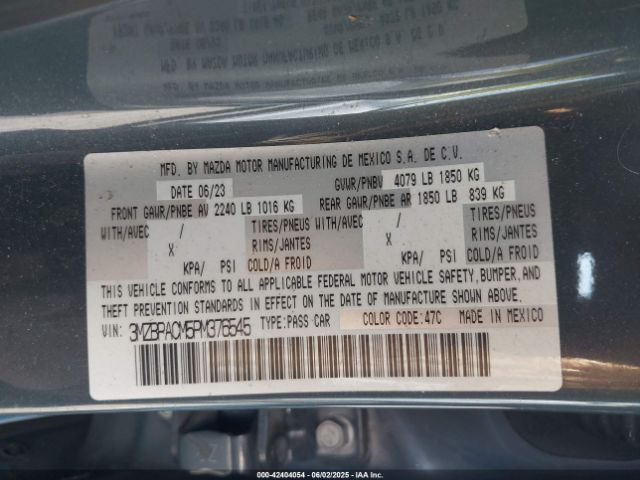 MFD. BY MAZDA MOTOR MANUFACTURING DE MEXICO S.A. DE C.V.
DATE 06/23 GVWR/PNBV 4079 LB 1850 KG
FRONT GAWR/PNBE AV 2240 LB 1016 KG REAR GAWR/PNBE AR 1850 LB 839 KG
WITH/AVEC / TIRES/PNEUS WITH/AVEC / TIRES/PNEUS
X RIMS/JANTES X RIMS/JANTES
KPA/ PSI COLD/A FROID KPA/ PSI COLD/A FROID
THIS VEHICLE CONFORMS TO ALL APPLICABLE FEDERAL MOTOR VEHICLE SAFETY, BUMPER, AND
THEFT PREVENTION STANDARDS IN EFFECT ON THE DATE OF MANUFACTURE SHOWN ABOVE.
VIN: 3MZBPACM5PM376545 TYPE:PASS CAR COLOR CODE:47C MADE IN MEXICO
000-42404054 - 06/02/2025 - IAAI.com